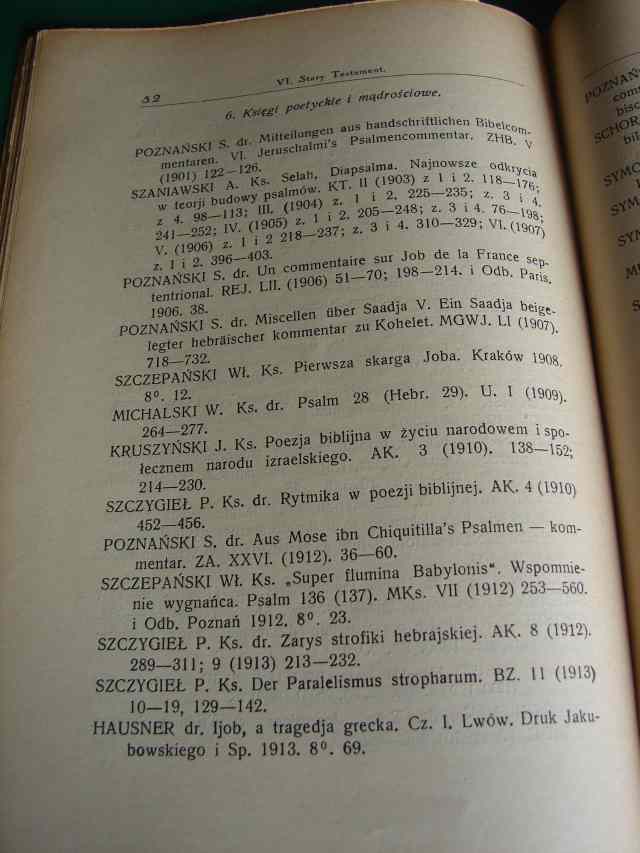 52
VI. Stary Testament.
6. Księgi poetyckie i mądrościowe.
POZNAŃSKI S. dr. Mitteilungen aus handschriftlichen Bibelcom-
mentaren. VI. Jeruschalmi's Psalmencommentar. ZHB. V
(1901) 122—126.
SZANIAWSKI A. Ks. Selah, Diapsalma. Najnowsze odkrycia
w teorji budowy psalmów. KT. II (1903) z 1 i 2. 118—176;
z 4. 98—113; III. (1904) z. 1 i 2. 225—235; z. 3 i 4.
241—252; IV. (1905) z. 1 i 2. 205—248; z. 3 i 4. 76—198;
V. (1906) z. 1 i 2 218—237; z. 3 i 4. 310—329; VI. (1907)
z. 1 i 2. 396—403.
POZNAŃSKI S. dr. Un commentaire sur Job de la France sep-
tentrional. REJ. LII. (1906) 51—70; 198—214. i Odb. Paris.
1906. 38.
POZNAŃSKI S. dr. Miscellen über Saadja V. Ein Saadja beige-
legter hebräischer kommentar zu Kohelet. MGWJ. LI (1907).
718—732.
SZCZEPAŃSKI Wł. Ks. Pierwsza skarga Joba. Kraków 1908.
8⁰. 12.
MICHALSKI W. Ks. dr. Psalm 28 (Hebr. 29). U. I (1909).
264—277.
KRUSZYŃSKI J. Ks. Poezja biblijna w życiu narodowem i spo-
łecznem narodu izraelskiego. AK. 3 (1910). 138—152;
214—230.
SZCZYGIEŁ P. Ks. dr. Rytmika w poezji biblijnej. AK. 4 (1910)
452—456.
POZNAŃSKI S. dr. Aus Mose ibn Chiquitilla's Psalmen — kom-
mentar. ZA. XXVI. (1912). 36—60.
SZCZEPAŃSKI Wł. Ks. „Super flumina Babylonis". Wspomnie-
nie wygnańca. Psalm 136 (137). MKs. VII (1912) 253—560.
i Odb. Poznań 1912. 8⁰. 23.
SZCZYGIEŁ P. Ks. dr. Zarys strofiki hebrajskiej. AK. 8 (1912).
289—311; 9 (1913) 213—232.
SZCZYGIEŁ P. Ks. Der Paralelismus stropharum. BZ. 11 (1913)
10—19, 129—142.
HAUSNER dr. Ijob, a tragedja grecka. Cz. I. Lwów. Druk Jaku-
bowskiego i Sp. 1913. 8⁰. 69.
POZNAŃ
comm
bisc
SCHOR
bil
SYMC
SYM
SYN
M
S